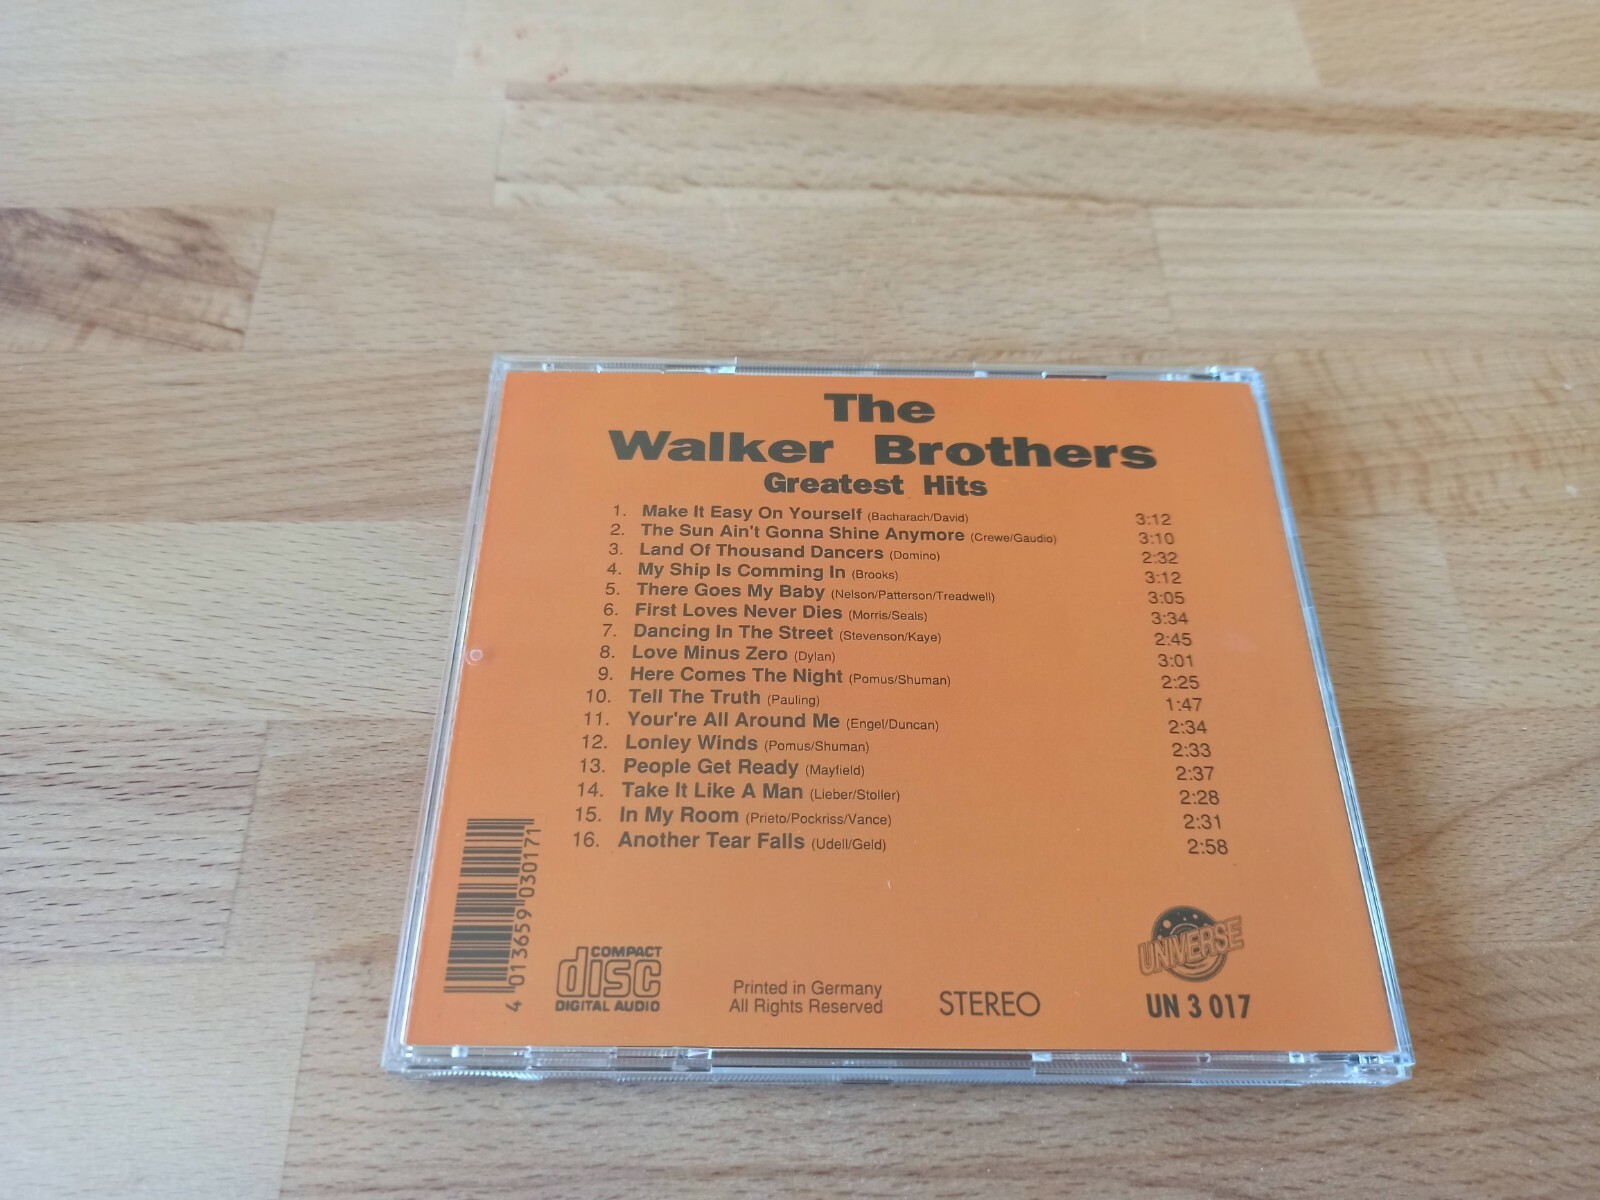 The
Walker Brothers
Greatest Hits
1. Make It Easy On Yourself (Bacharach/David) 3:12
2. The Sun Ain't Gonna Shine Anymore (Crewe/Gaudio) 3:10
3. Land Of Thousand Dancers (Domino) 2:32
4. My Ship Is Comming In (Brooks) 3:12
5. There Goes My Baby (Nelson/Patterson/Treadwell) 3:05
6. First Loves Never Dies (Morris/Seals) 3:34
7. Dancing In The Street (Stevenson/Kaye) 2:45
8. Love Minus Zero (Dylan) 3:01
9. Here Comes The Night (Pomus/Shuman) 2:25
10. Tell The Truth (Pauling) 1:47
11. Your're All Around Me (Engel/Duncan) 2:34
12. Lonley Winds (Pomus/Shuman) 2:33
13. People Get Ready (Mayfield) 2:37
14. Take It Like A Man (Lieber/Stoller) 2:28
15. In My Room (Prieto/Pockriss/Vance) 2:31
16. Another Tear Falls (Udell/Geld) 2:58
4 013659 030171
COMPACT
disc
DIGITAL AUDIO
Printed in Germany
All Rights Reserved
STEREO
UNIVERSE
UN 3 017